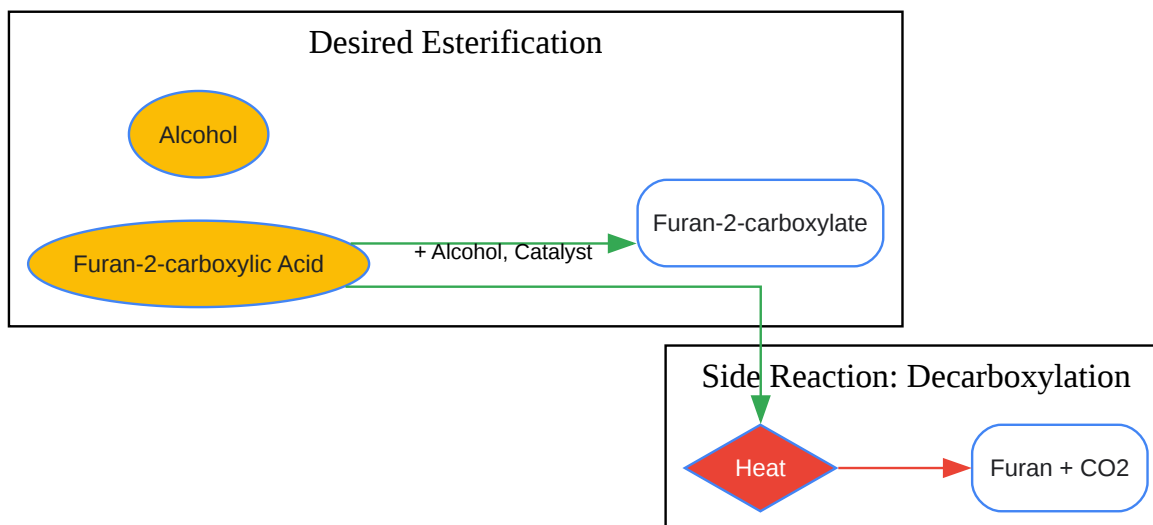 Desired Esterification
Alcohol
Furan-2-carboxylic Acid
+ Alcohol, Catalyst
Furan-2-carboxylate
Side Reaction: Decarboxylation
Heat
Furan + CO2